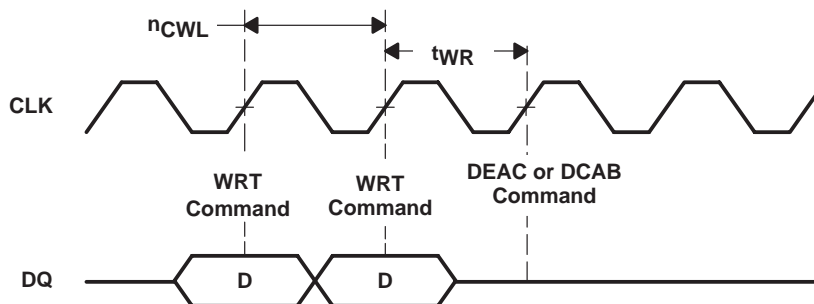 nCWL
tWR
CLK
WRT
Command
WRT
Command
DEAC or DCAB
Command
DQ
D
D